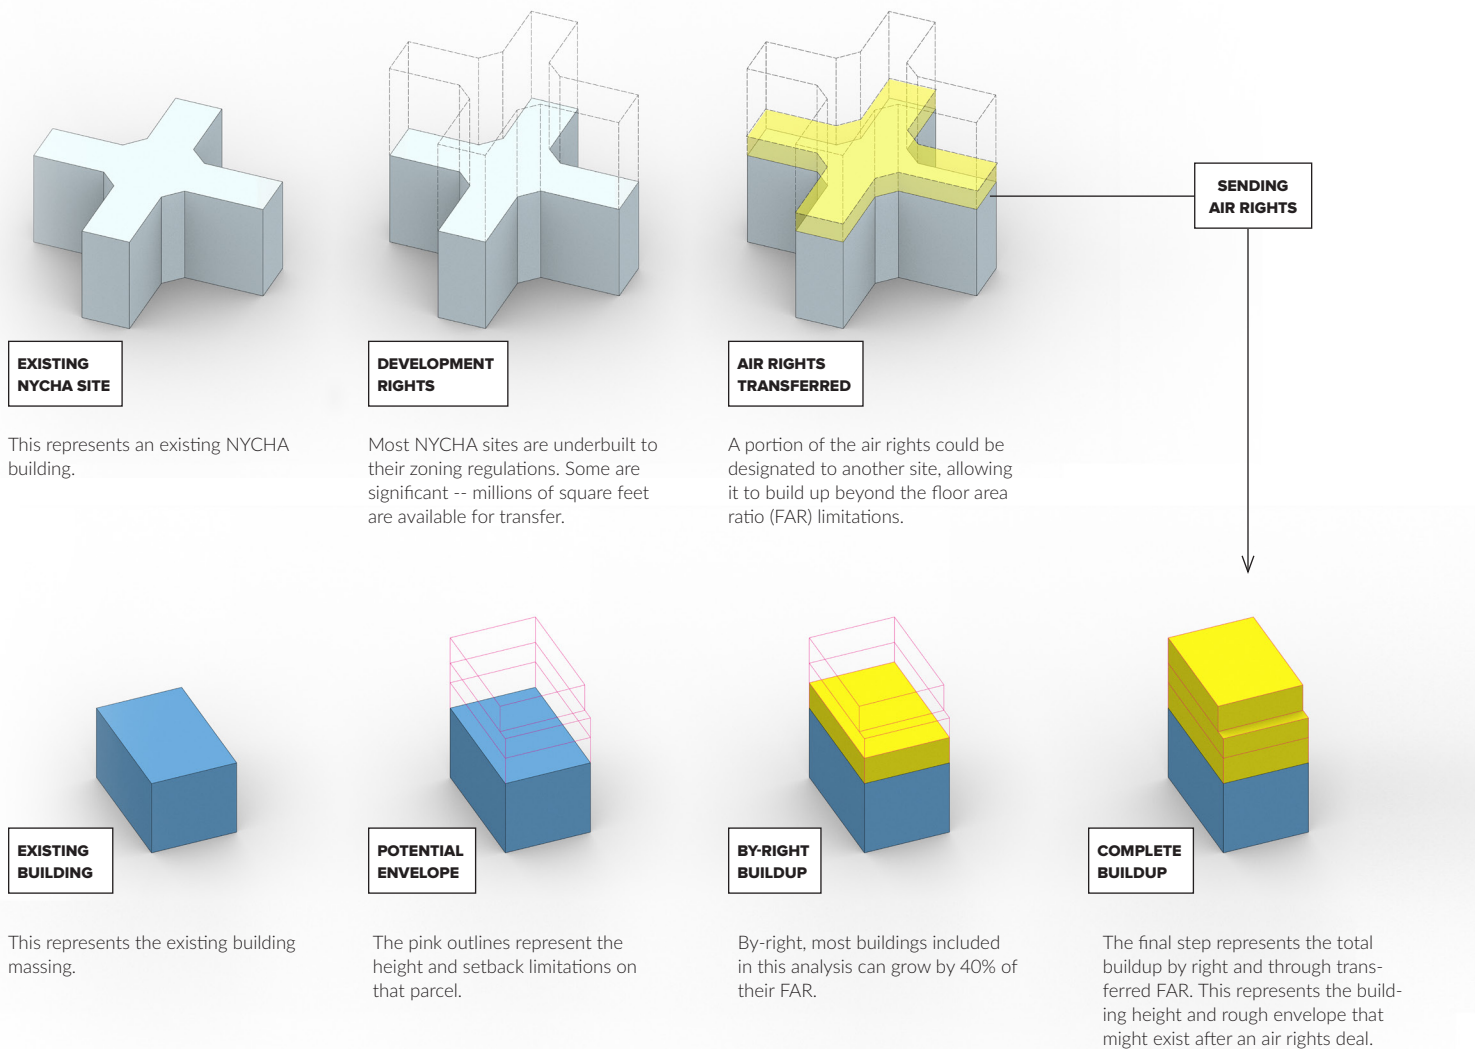 SENDING
AIR RIGHTS
EXISTING
NYCHA SITE
This represents an existing NYCHA
building.
DEVELOPMENT
RIGHTS
Most NYCHA sites are underbuilt to
their zoning regulations. Some are
significant -- millions of square feet
are available for transfer.
AIR RIGHTS
TRANSFERRED
A portion of the air rights could be
designated to another site, allowing
it to build up beyond the floor area
ratio (FAR) limitations.
EXISTING
BUILDING
This represents the existing building
massing.
POTENTIAL
ENVELOPE
The pink outlines represent the
height and setback limitations on
that parcel.
BY-RIGHT
BUILDUP
By-right, most buildings included
in this analysis can grow by 40% of
their FAR.
COMPLETE
BUILDUP
The final step represents the total
buildup by right and through trans-
ferred FAR. This represents the build-
ing height and rough envelope that
might exist after an air rights deal.